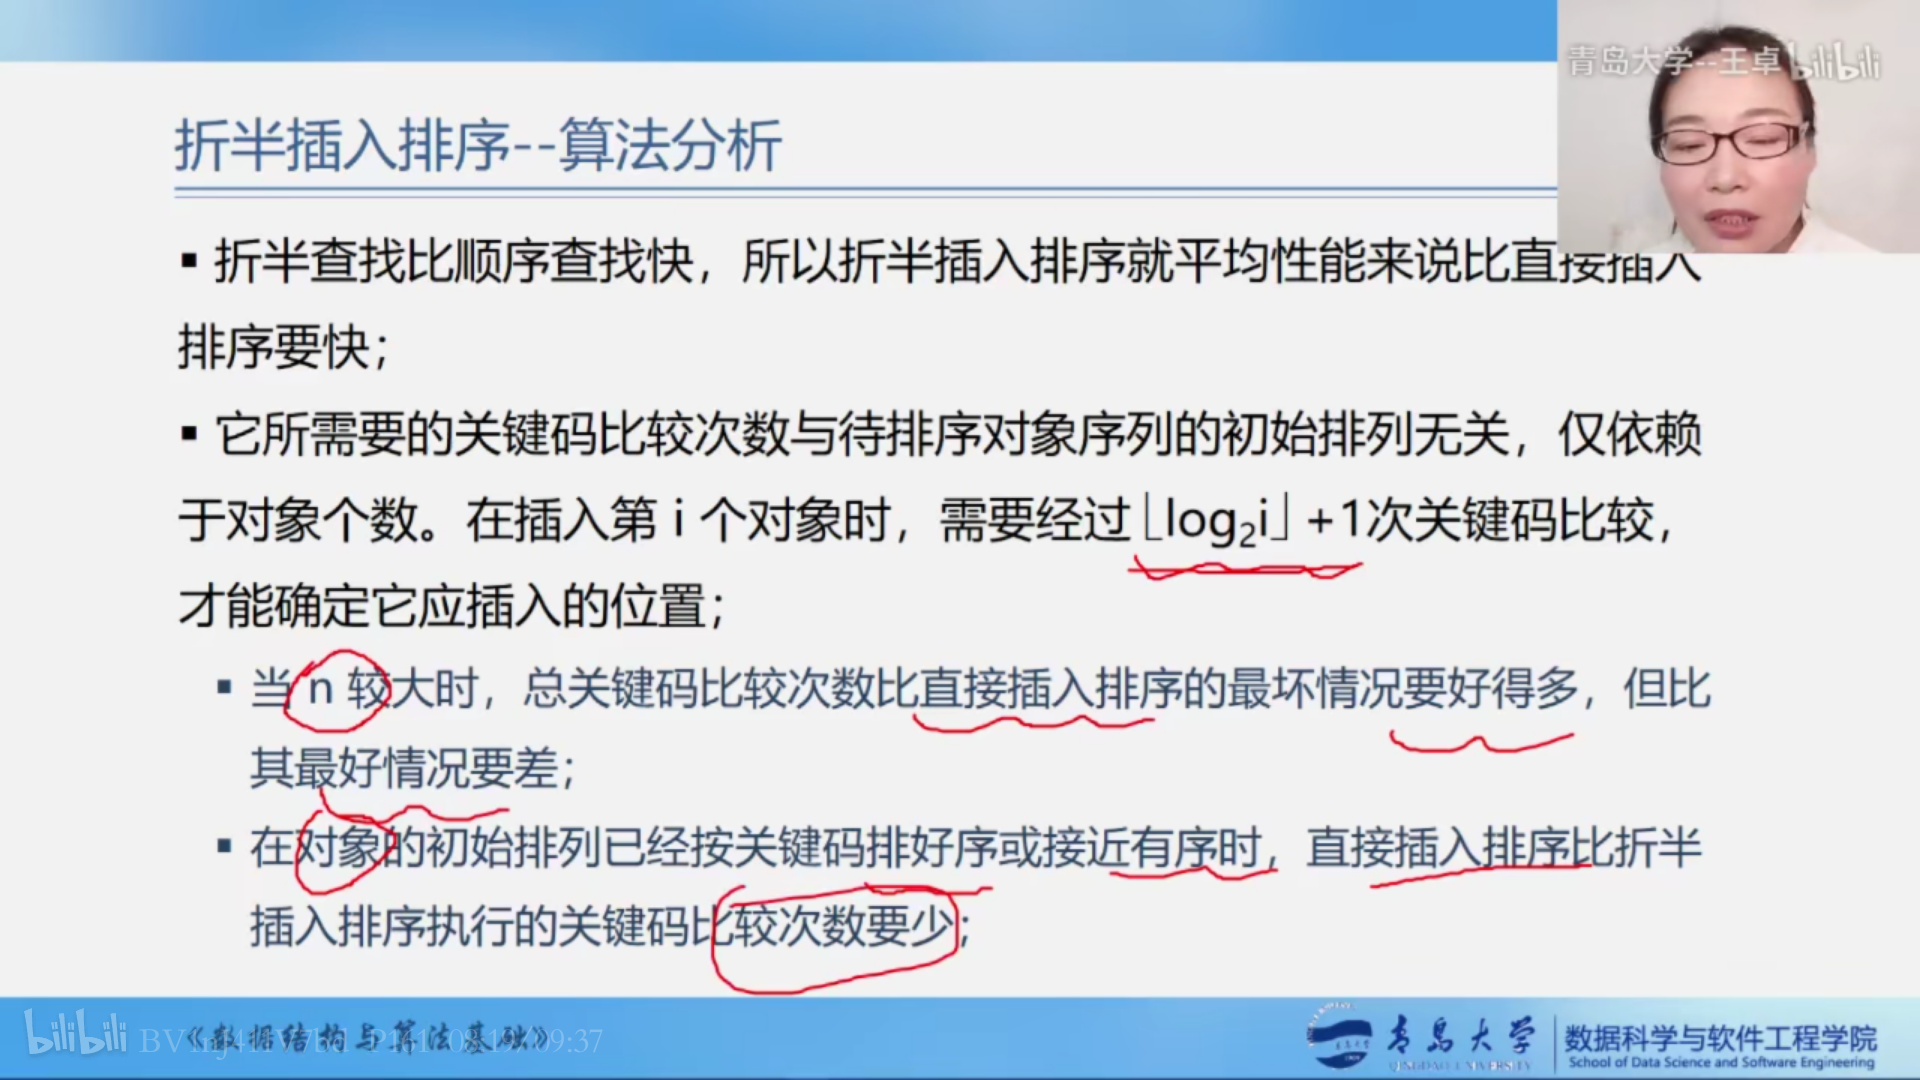 青岛大学--王卓 bilibili
折半插入排序--算法分析
▪ 折半查找比顺序查找快，所以折半插入排序就平均性能来说比直接插入
排序要快；
▪ 它所需要的关键码比较次数与待排序对象序列的初始排列无关，仅依赖
于对象个数。在插入第 i 个对象时，需要经过⌊log₂i⌋ +1次关键码比较，
才能确定它应插入的位置；
▪ 当 n 较大时，总关键码比较次数比直接插入排序的最坏情况要好得多，但比
其最好情况要差；
▪ 在对象的初始排列已经按关键码排好序或接近有序时，直接插入排序比折半
插入排序执行的关键码比较次数要少；
bilibili
《数据结构与算法基础》
09:37
青岛大学
QINGDAO UNIVERSITY
数据科学与软件工程学院
School of Data Science and Software Engineering